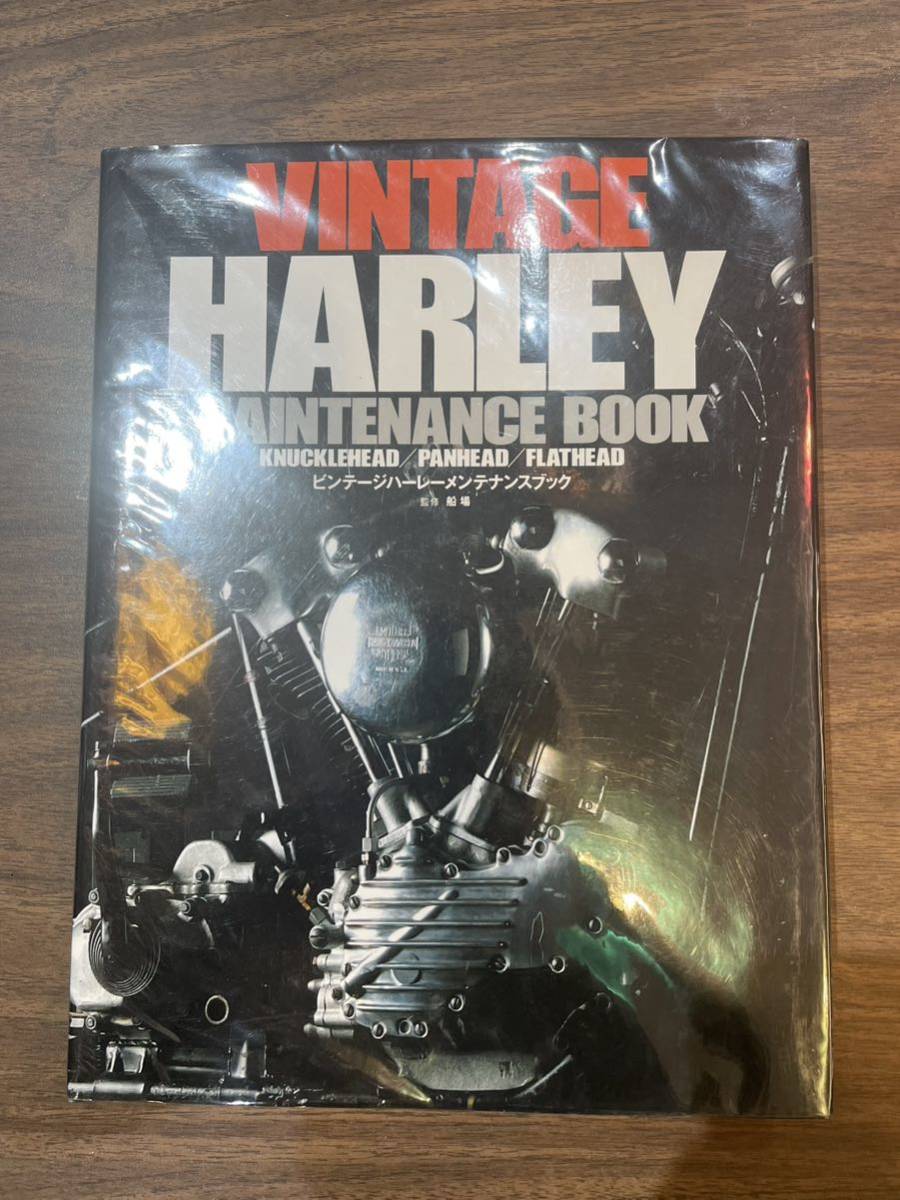 VINTAGE
HARLEY
MAINTENANCE BOOK
KNUCKLEHEAD/PANHEAD/FLATHEAD
ビンテージハーレーメンテナンスブック
監修 船場